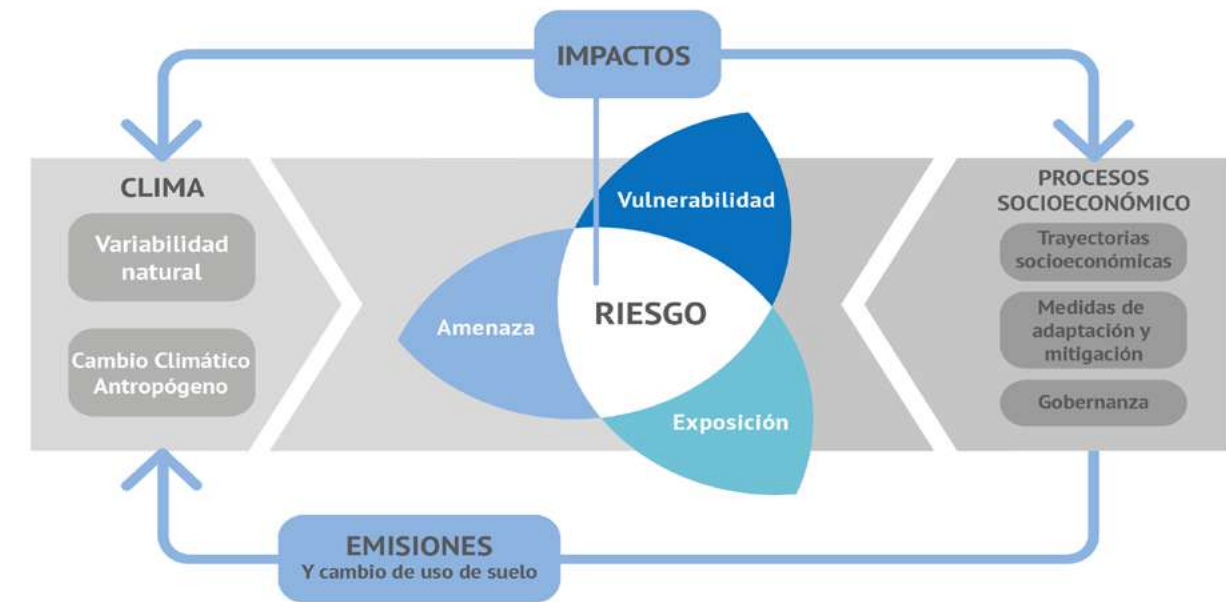 IMPACTOS
CLIMA
Variabilidad
natural
Cambio Climático
Antropógeno
Vulnerabilidad
Amenaza
RIESGO
Exposición
PROCESOS
SOCIOECONÓMICO
Trayectorias
socioeconómicas
Medidas de
adaptación y
mitigación
Gobernanza
EMISIONES
Y cambio de uso de suelo